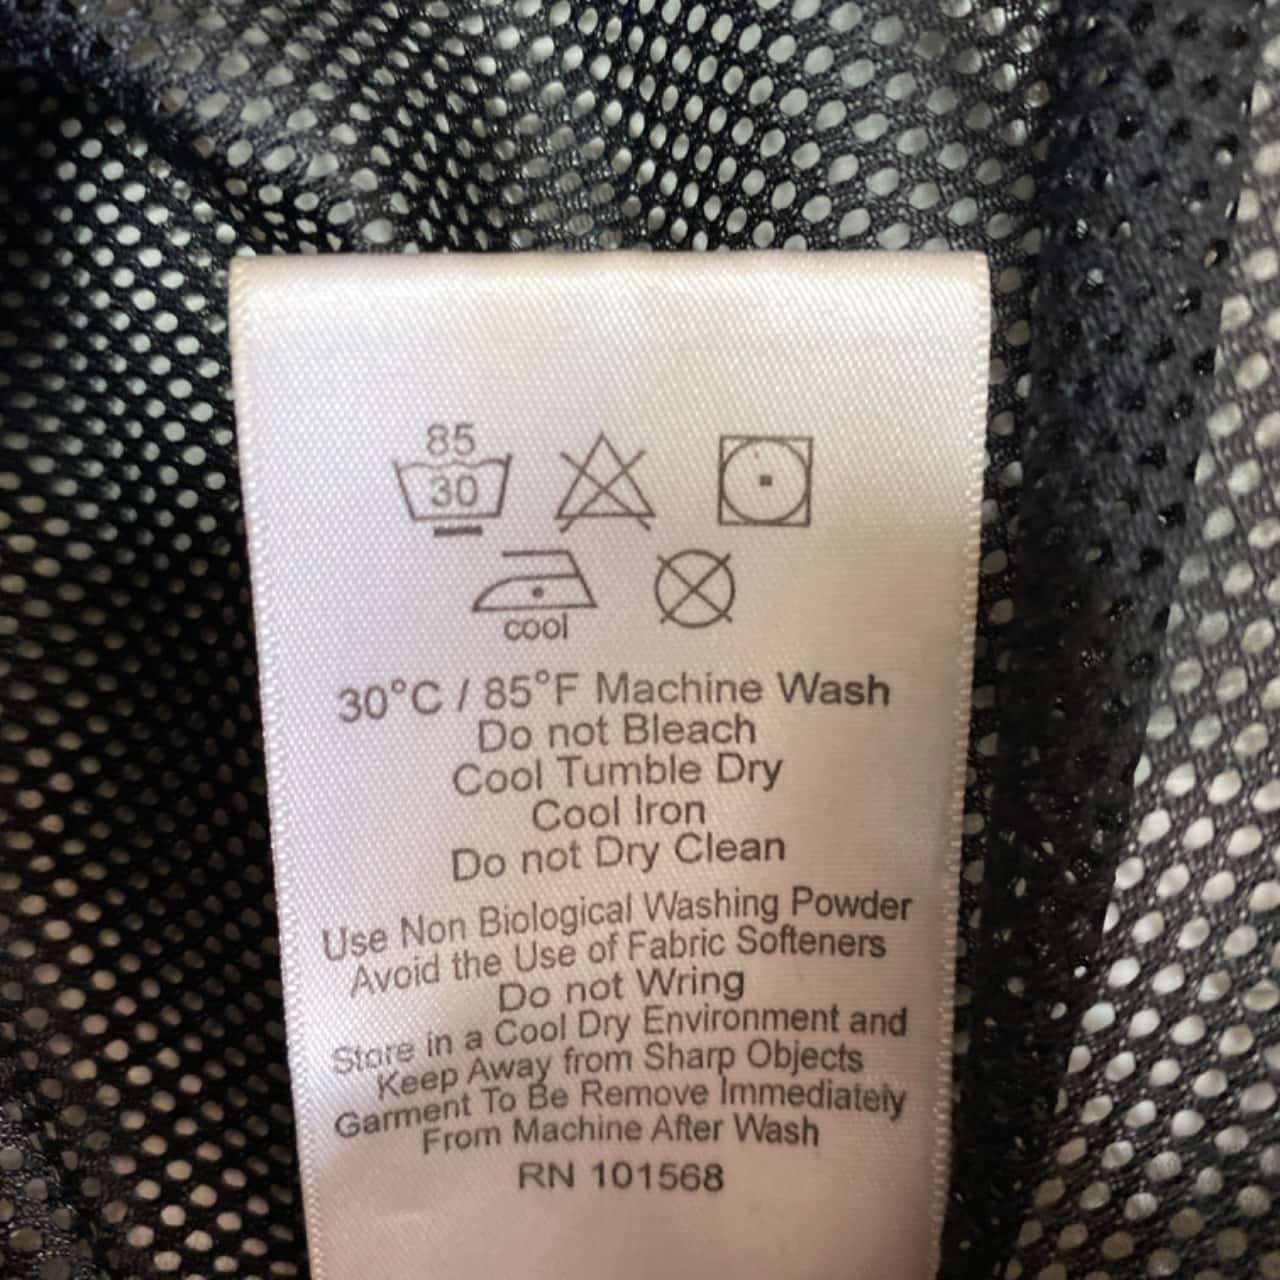 85
30
cool
30°C / 85°F Machine Wash
Do not Bleach
Cool Tumble Dry
Cool Iron
Do not Dry Clean
Use Non Biological Washing Powder
Avoid the Use of Fabric Softeners
Do not Wring
Store in a Cool Dry Environment and
Keep Away from Sharp Objects
Garment To Be Remove Immediately
From Machine After Wash
RN 101568